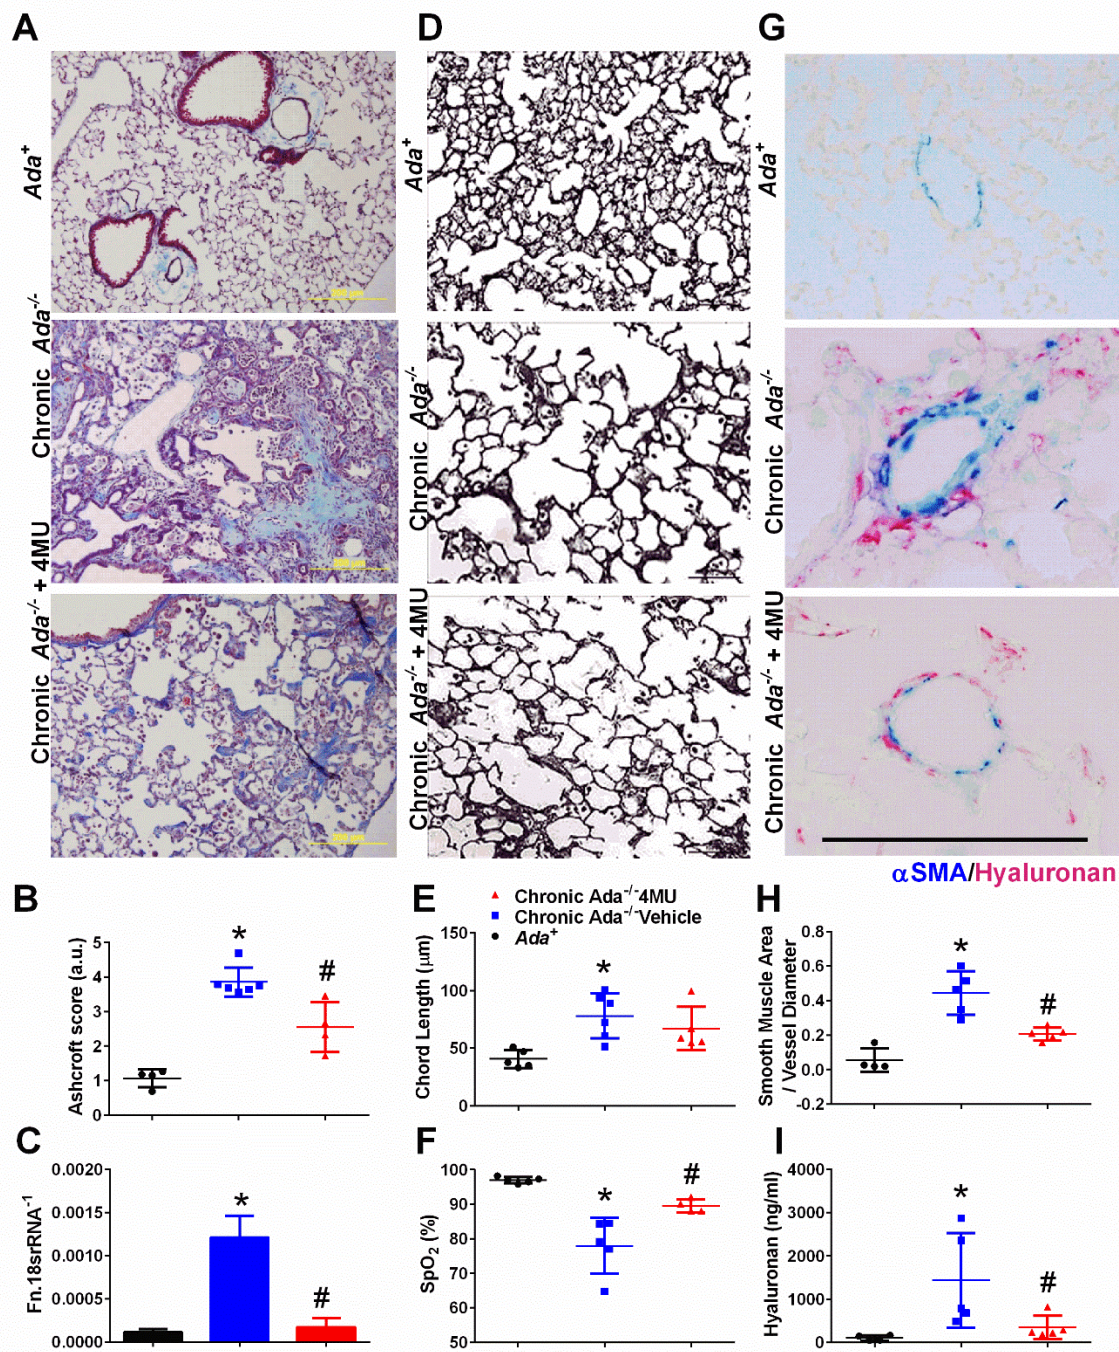 A
D
G
Ada⁺
Ada⁺
Ada⁺
Chronic Ada⁻/⁻
Chronic Ada⁻/⁻
Chronic Ada⁻/⁻
Chronic Ada⁻/⁻ + 4MU
Chronic Ada⁻/⁻ + 4MU
Chronic Ada⁻/⁻ + 4MU
αSMA/Hyaluronan
B
Ashcroft score (a.u.)
5
4
3
2
1
0
*
#
E
Chronic Ada⁻/⁻4MU
Chronic Ada⁻/⁻Vehicle
Ada⁺
Chord Length (µm)
150
100
50
0
*
H
Smooth Muscle Area
/ Vessel Diameter
0.8
0.6
0.4
0.2
0.0
-0.2
*
#
C
Fn.18srRNA⁻¹
0.0020
0.0015
0.0010
0.0005
0.0000
*
#
F
SpO₂ (%)
100
90
80
70
60
50
*
#
I
Hyaluronan (ng/ml)
4000
3000
2000
1000
0
*
#